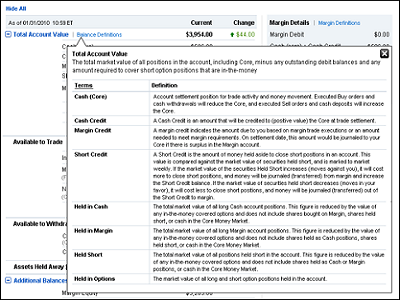 Hide All
As of 01/01/2010 10:59 ET Current Change Margin Details | Margin Definitions
Total Account Value | Balance Definitions $3,954.00 $44.00 Margin Debit $0.00
Total Account Value
The total market value of all positions in the account, including Core, minus any outstanding debit balances and any
amount required to cover short option positions that are in-the-money
Terms Definition
Cash (Core) Account settlement position for trade activity and money movement. Executed Buy orders and
cash withdrawals will reduce the Core, and executed Sell orders and cash deposits will increase
the Core.
Cash Credit A Cash Credit is an amount that will be credited to (positive value) the Core at trade settlement.
Margin Credit A margin credit indicates the amount due to you based on margin trade executions or an amount
needed to meet margin requirements. On settlement date, this amount would be journaled to
your Core if there is surplus in the Margin account.
Short Credit A Short Credit is the amount of money held aside to close short positions in an account. This
value is compared against the market value of securities held short, and is marked to market
weekly. If the market value of the securities Held Short increases (moves against you), it will cost
more to close short positions, and money will be journaled (transferred) from margin and increase
the Short Credit balance. If the market value of securities held short decreases (moves in your
favor), it will cost less to close short positions, and money will be journaled (transferred) out of
the Short Credit to margin.
Held in Cash The total market value of all long Cash account positions. This figure is reduced by the value of
any in-the-money covered options and does not include shares bought on Margin, shares held
short, or cash in the Core Money Market.
Held in Margin The total market value of all long Margin account positions. This figure is reduced by the value of
any in-the-money covered options and does not include shares held as Cash positions, shares
held short, or cash in the Core Money Market.
Held Short The total market value of all positions held short in the account. This figure is reduced by the value
of any in-the-money covered options and does not include shares held as Cash or Margin
positions, or cash in the Core Money Market.
Held in Options The market value of all long and short option positions held in the account.
Available to Trade
Available to Withdra
Assets Held Away (
Additional Balances
Margin Equity